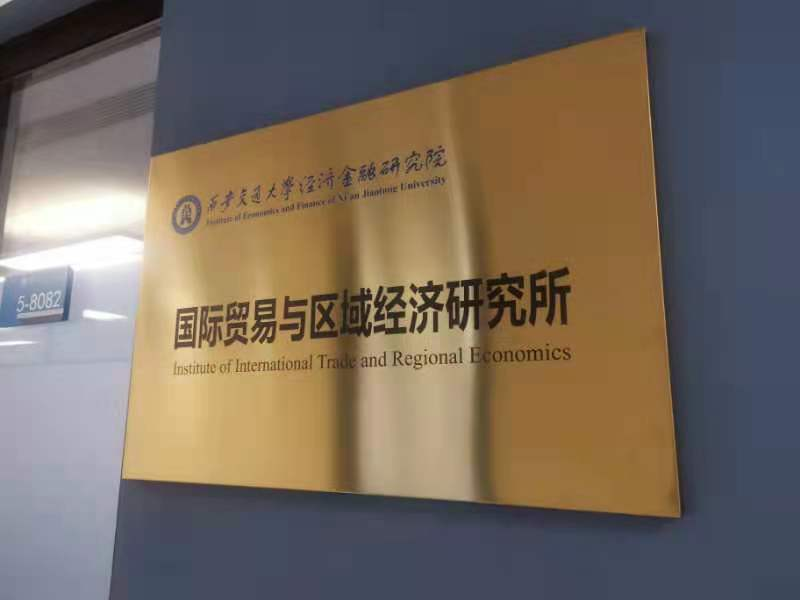 西安交通大學经济金融研究院
Institute of Economics and Finance of Xi'an Jiaotong University
国际贸易与区域经济研究所
Institute of International Trade and Regional Economics
5-8082